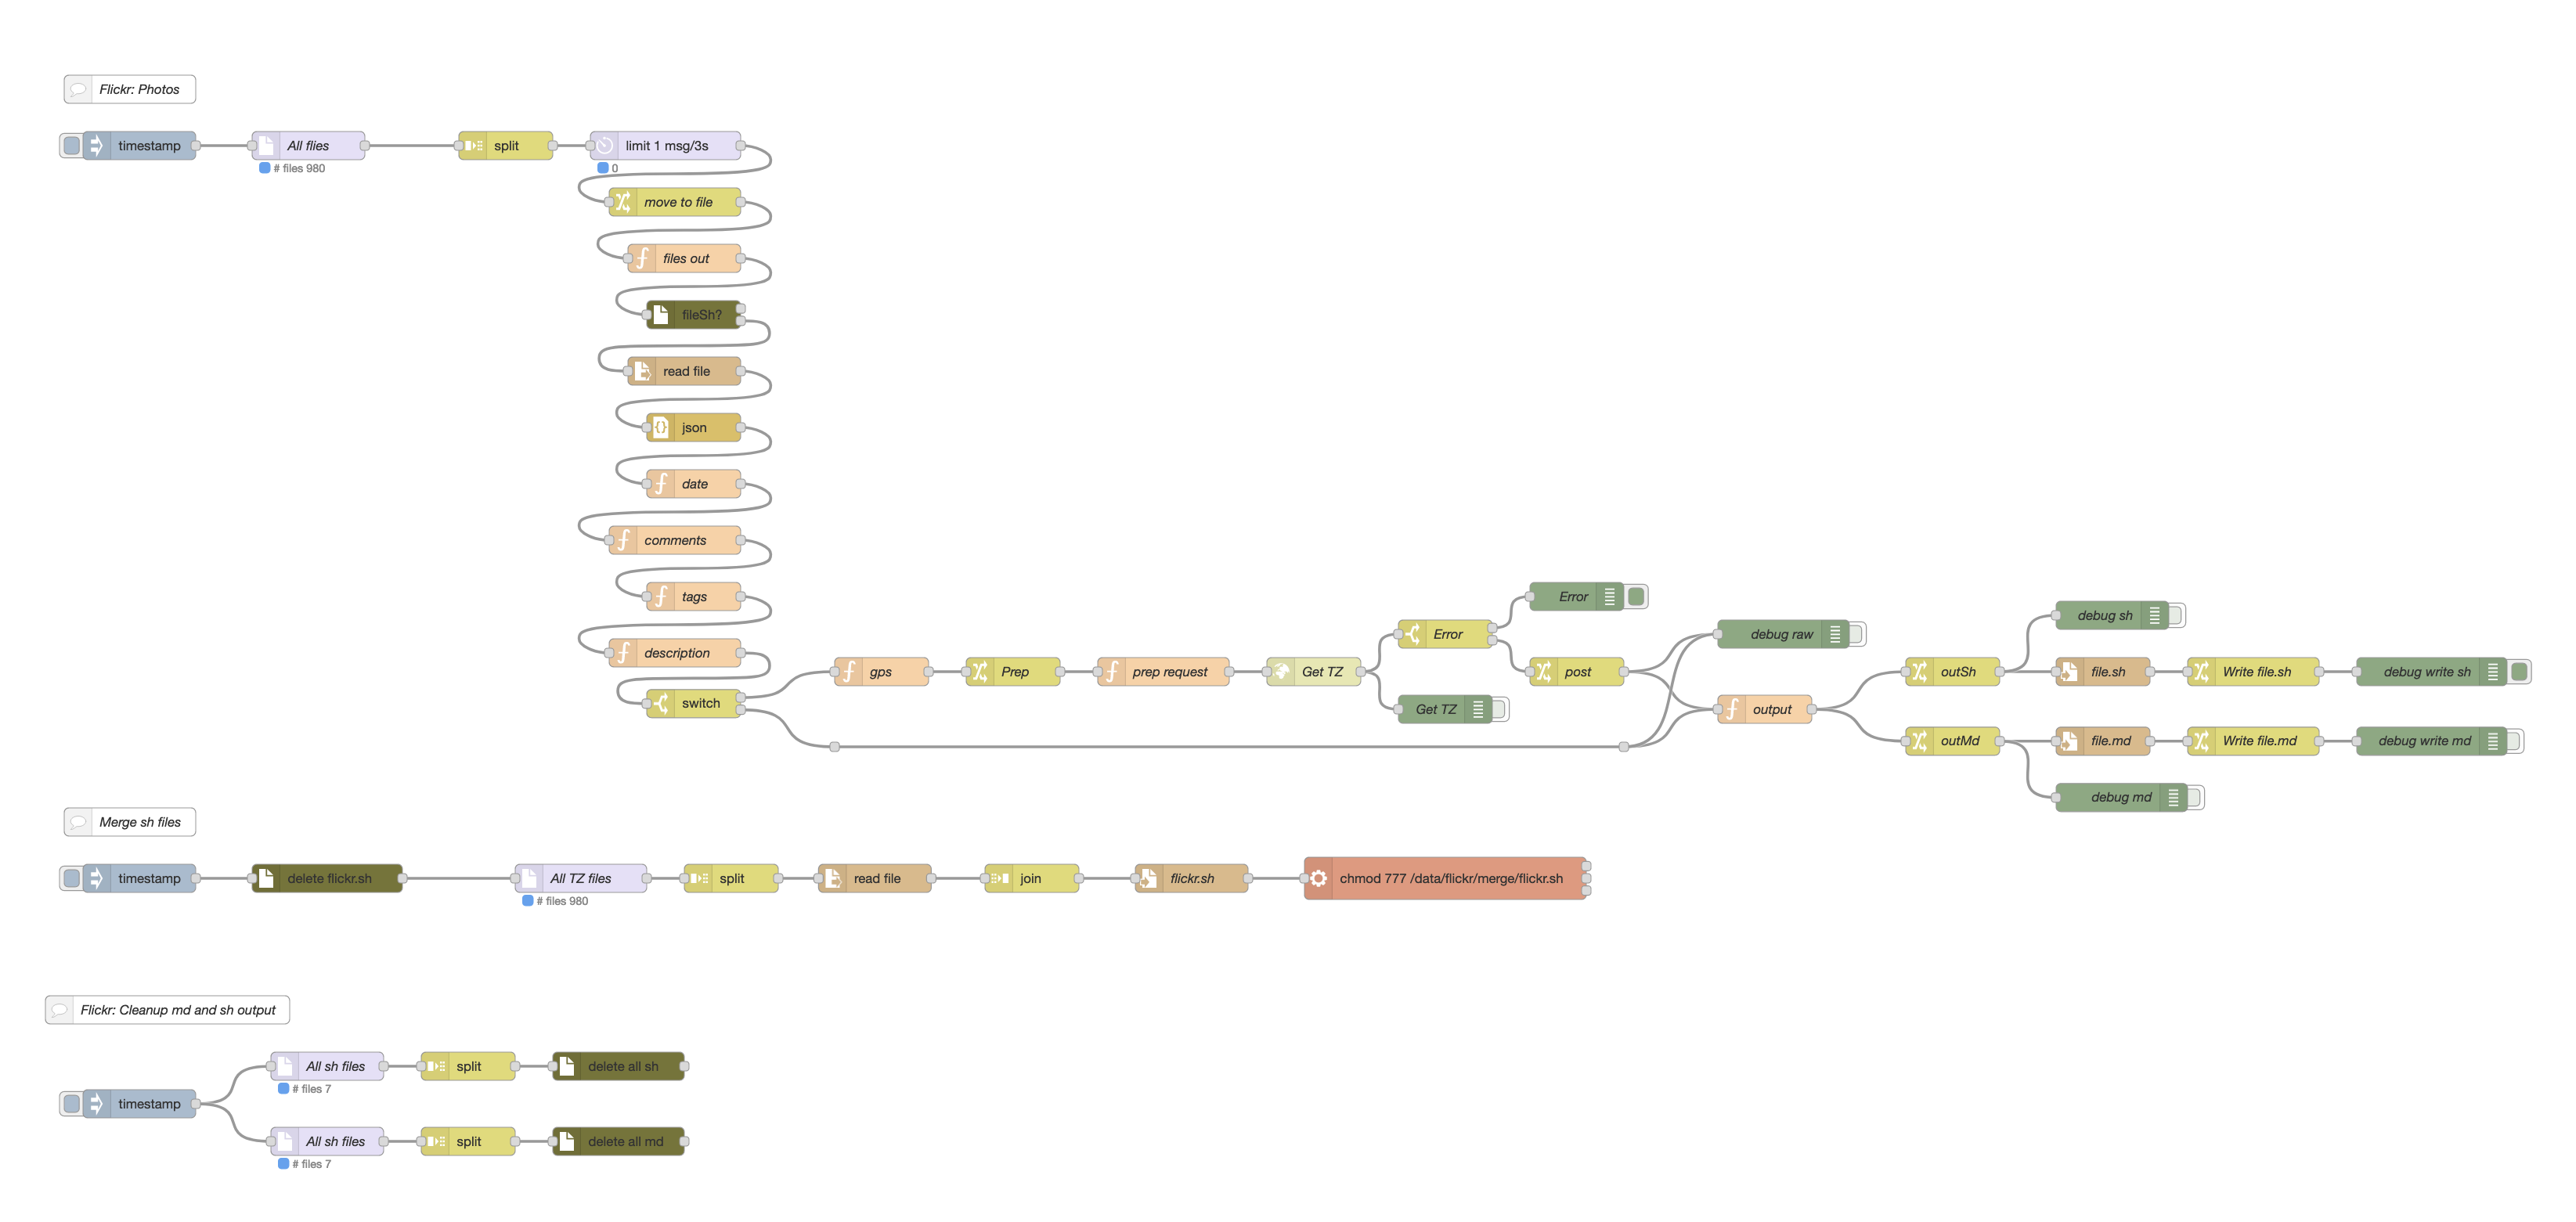 Flickr: Photos
timestamp
All flies
# files 980
split
limit 1 msg/3s
0
move to file
files out
fileSh?
read file
json
date
comments
tags
description
switch
gps
Prep
prep request
Get TZ
Error
Error
Get TZ
post
debug raw
output
outSh
debug sh
file.sh
Write file.sh
debug write sh
outMd
file.md
Write file.md
debug write md
debug md
Merge sh files
timestamp
delete flickr.sh
All TZ files
# files 980
split
read file
join
flickr.sh
chmod 777 /data/flickr/merge/flickr.sh
Flickr: Cleanup md and sh output
timestamp
All sh files
# files 7
split
delete all sh
All sh files
# files 7
split
delete all md